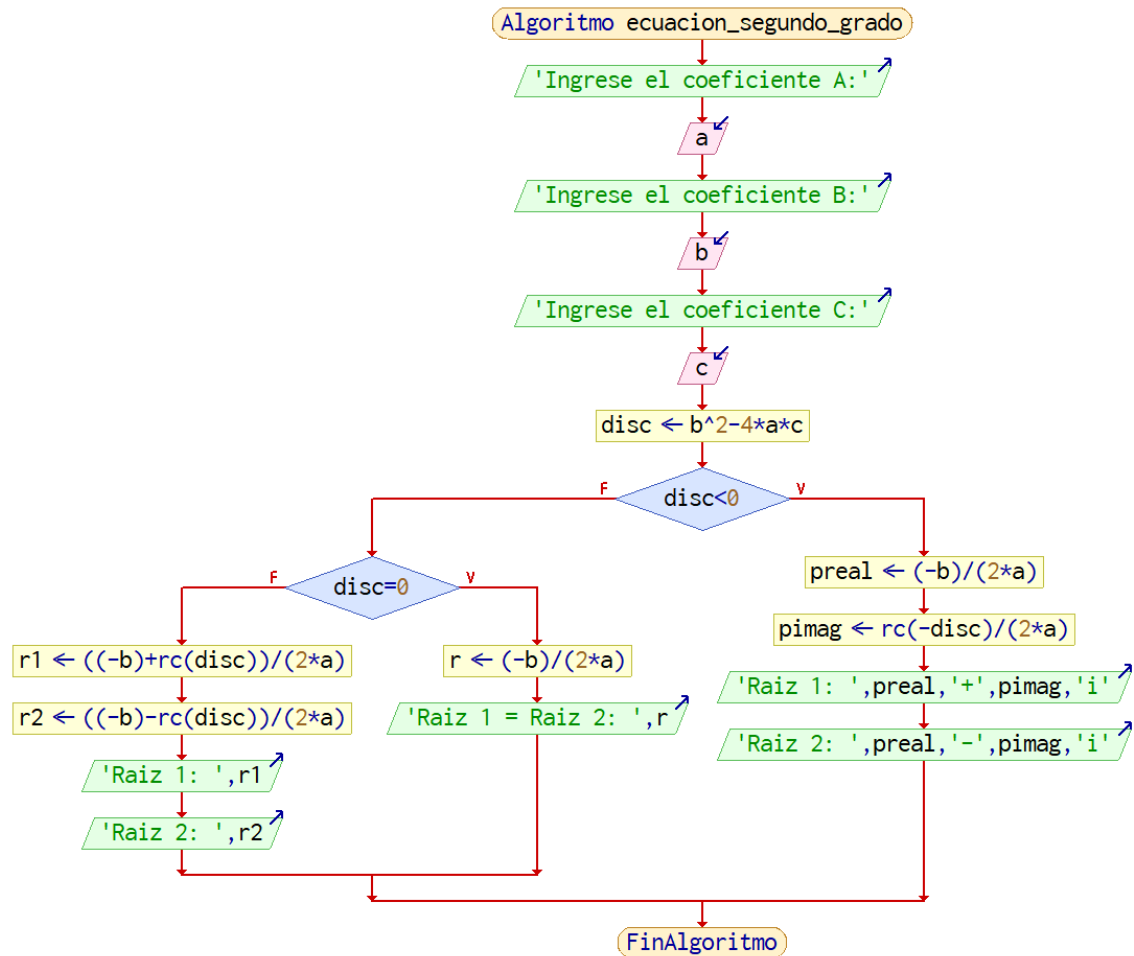 Algoritmo ecuacion_segundo_grado
'Ingrese el coeficiente A:'
a
'Ingrese el coeficiente B:'
b
'Ingrese el coeficiente C:'
c
disc ← b^2-4*a*c
F
disc<0
V
F
disc=0
V
r1 ← ((-b)+rc(disc))/(2*a)
r2 ← ((-b)-rc(disc))/(2*a)
'Raiz 1: ',r1
'Raiz 2: ',r2
r ← (-b)/(2*a)
'Raiz 1 = Raiz 2: ',r
preal ← (-b)/(2*a)
pimag ← rc(-disc)/(2*a)
'Raiz 1: ',preal,'+',pimag,'i'
'Raiz 2: ',preal,'-',pimag,'i'
FinAlgoritmo